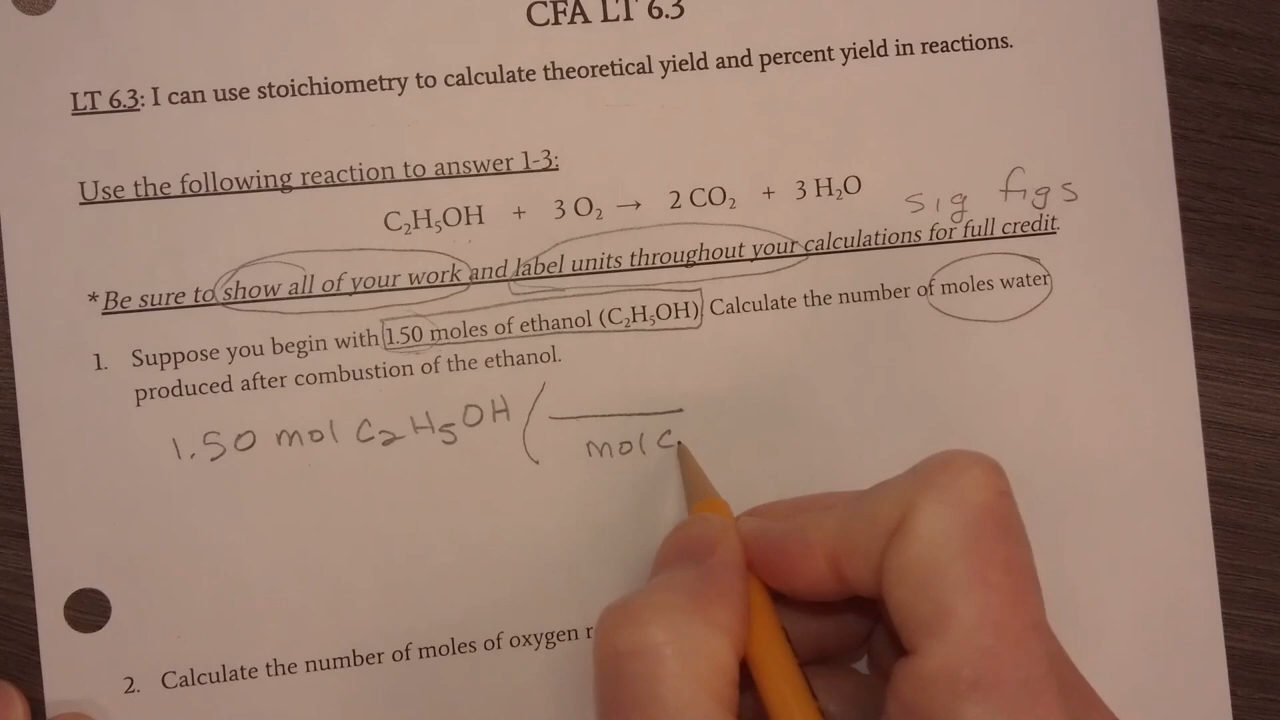 CFA LT 6.3
LT 6.3: I can use stoichiometry to calculate theoretical yield and percent yield in reactions.
Use the following reaction to answer 1-3:
C₂H₅OH + 3 O₂ → 2 CO₂ + 3 H₂O
sig figs
*Be sure to show all of your work and label units throughout your calculations for full credit.
1. Suppose you begin with 1.50 moles of ethanol (C₂H₅OH) Calculate the number of moles water
produced after combustion of the ethanol.
1.50 mol C₂H₅OH (
mol C
2. Calculate the number of moles of oxygen